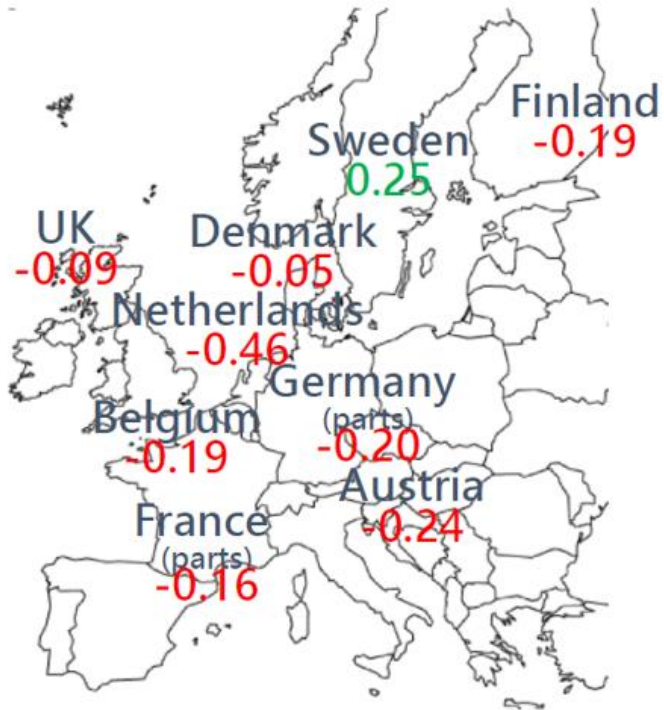 Finland
-0.19
Sweden
0.25
UK
-0.09
Denmark
-0.05
Netherlands
-0.46
Germany
(parts)
-0.20
Belgium
-0.19
Austria
-0.24
France
(parts)
-0.16